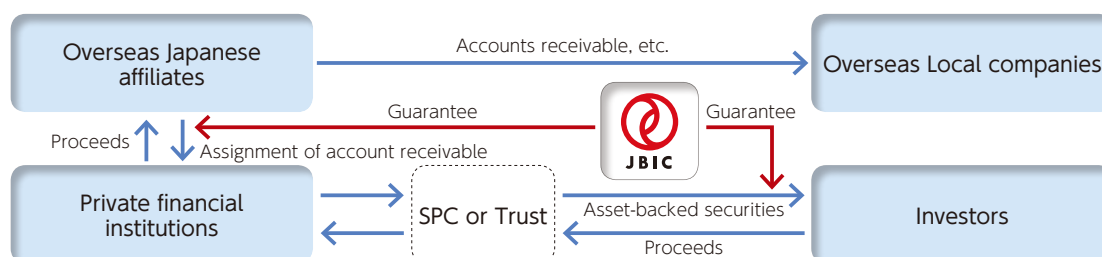 Overseas Japanese
affiliates
Accounts receivable, etc.
Overseas Local companies
Guarantee
Guarantee
JBIC
Proceeds
Assignment of account receivable
Private financial
institutions
SPC or Trust
Asset-backed securities
Investors
Proceeds